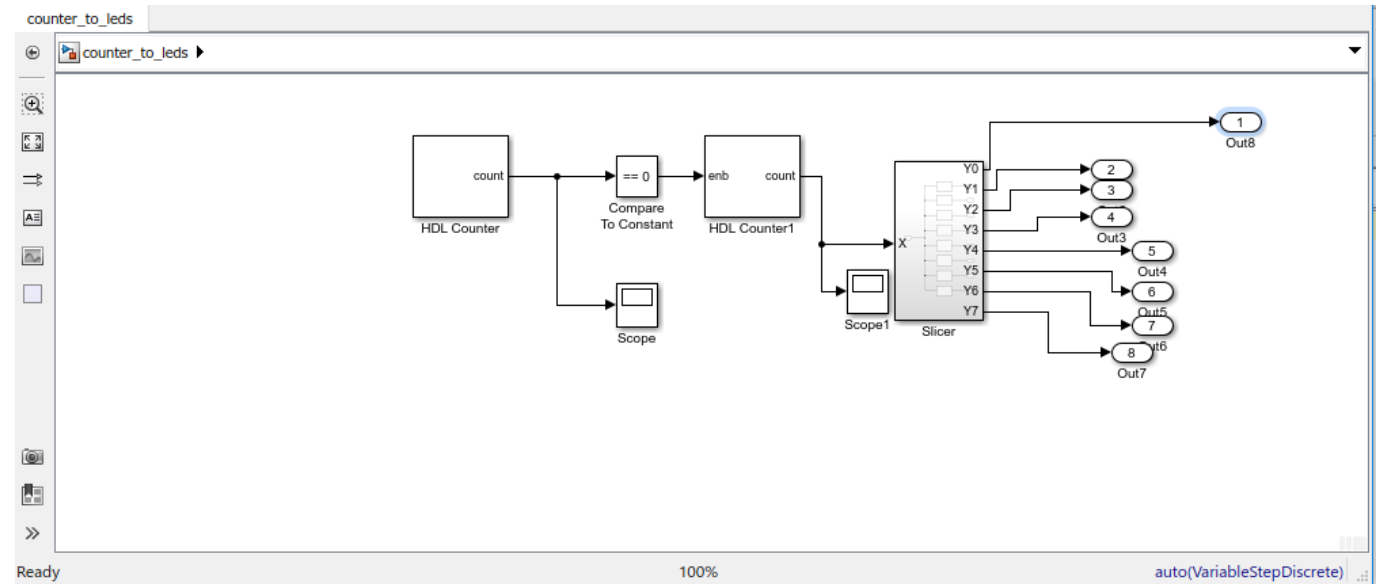 counter_to_leds
counter_to_leds
count
HDL Counter
== 0
Compare
To Constant
enb
count
HDL Counter1
Scope
Scope1
X
Y0
Y1
Y2
Y3
Y4
Y5
Y6
Y7
Slicer
1
Out8
2
3
4
Out3
5
Out4
6
Out5
7
8
Out7
Ready
100%
auto(VariableStepDiscrete)